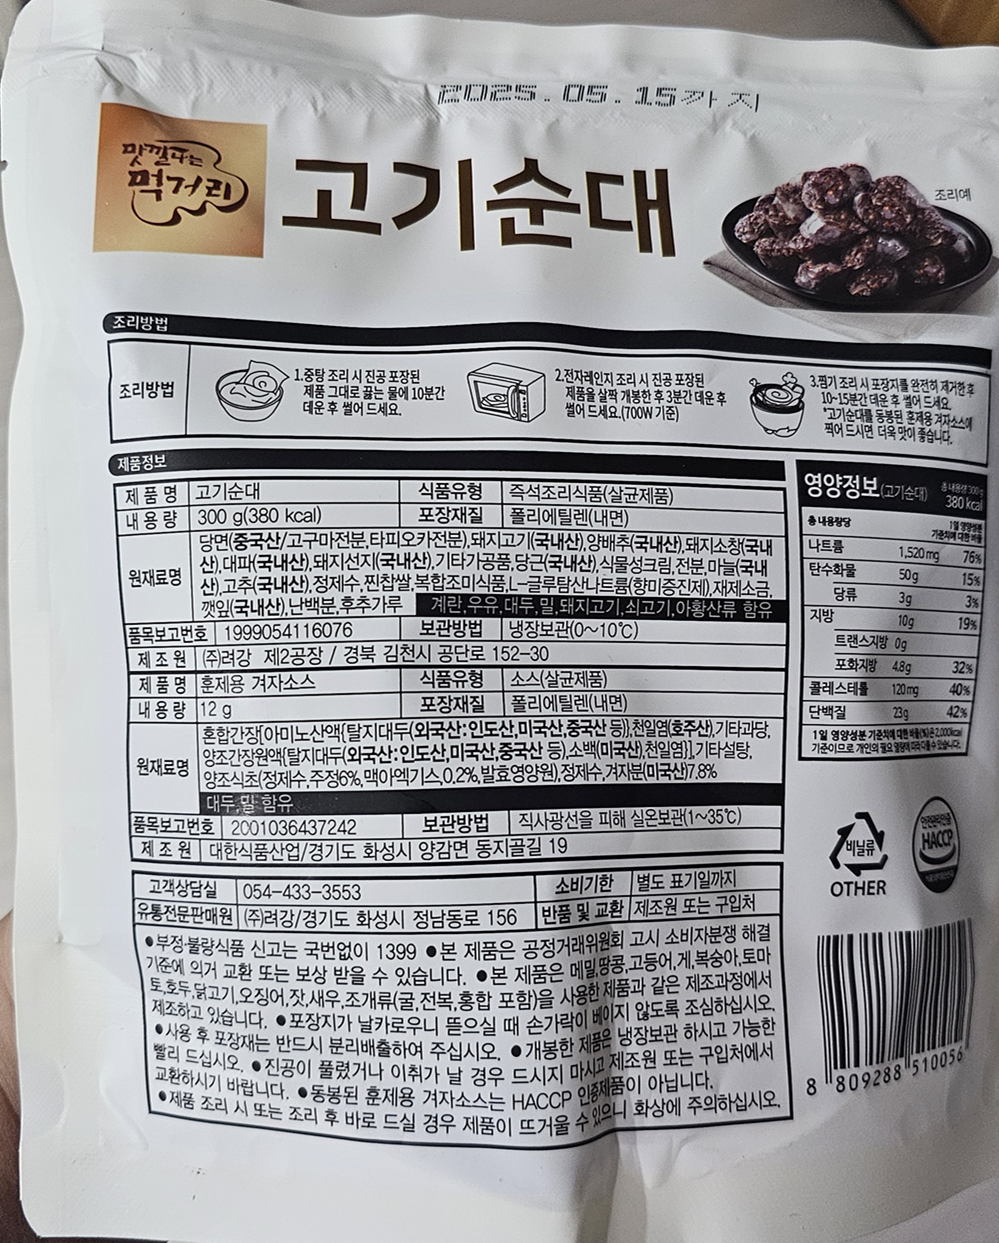 2025.05.15까지
맛깔나는
먹거리
고기순대
조리예
조리방법
조리방법
1.중탕 조리 시 진공 포장된
제품 그대로 끓는 물에 10분간
데운 후 썰어 드세요.
2.전자레인지 조리 시 진공 포장된
제품을 살짝 개봉한 후 3분간 데운 후
썰어 드세요.(700W 기준)
3.찜기 조리 시 포장지를 완전히 제거한 후
10~15분간 데운 후 썰어 드세요.
*고기순대를 동봉된 훈제용 겨자소스에
찍어 드시면 더욱 맛이 좋습니다.
제품정보
제 품 명 고기순대 식품유형 즉석조리식품(살균제품)
내 용 량 300 g(380 kcal) 포장재질 폴리에틸렌(내면)
원재료명
당면(중국산/고구마전분,타피오카전분),돼지고기(국내산),양배추(국내산),돼지소창(국내
산),대파(국내산),돼지선지(국내산),기타가공품,당근(국내산),식물성크림,전분,마늘(국내
산),고추(국내산),정제수,찐찹쌀,복합조미식품,L-글루탐산나트륨(향미증진제),재제소금,
깻잎(국내산),난백분,후추가루 계란,우유,대두,밀,돼지고기,쇠고기,아황산류 함유
품목보고번호 1999054116076 보관방법 냉장보관(0~10℃)
제 조 원 (주)려강 제2공장 / 경북 김천시 공단로 152-30
제 품 명 훈제용 겨자소스 식품유형 소스(살균제품)
내 용 량 12 g 포장재질 폴리에틸렌(내면)
원재료명
혼합간장[아미노산액{탈지대두(외국산:인도산,미국산,중국산 등)},천일염(호주산),기타과당,
양조간장원액{탈지대두(외국산:인도산,미국산,중국산 등),소백(미국산),천일염}],기타설탕,
양조식초(정제수,주정6%,맥아엑기스,0.2%,발효영양원),정제수,겨자분(미국산)7.8%
대두,밀 함유
품목보고번호 2001036437242 보관방법 직사광선을 피해 실온보관(1~35℃)
제 조 원 대한식품산업/경기도 화성시 양감면 동지골길 19
고객상담실 054-433-3553 소비기한 별도 표기일까지
유통전문판매원 (주)려강/경기도 화성시 정남동로 156 반품 및 교환 제조원 또는 구입처
●부정·불량식품 신고는 국번없이 1399 ●본 제품은 공정거래위원회 고시 소비자분쟁 해결
기준에 의거 교환 또는 보상 받을 수 있습니다. ●본 제품은 메밀,땅콩,고등어,게,복숭아,토마
토,호두,닭고기,오징어,잣,새우,조개류(굴,전복,홍합 포함)을 사용한 제품과 같은 제조과정에서
제조하고 있습니다. ●포장지가 날카로우니 뜯으실 때 손가락이 베이지 않도록 조심하십시오.
●사용 후 포장재는 반드시 분리배출하여 주십시오. ●개봉한 제품은 냉장보관 하시고 가능한
빨리 드십시오. ●진공이 풀렸거나 이취가 날 경우 드시지 마시고 제조원 또는 구입처에서
교환하시기 바랍니다. ●동봉된 훈제용 겨자소스는 HACCP 인증제품이 아닙니다.
●제품 조리 시 또는 조리 후 바로 드실 경우 제품이 뜨거울 수 있으니 화상에 주의하십시오.
영양정보(고기순대) 총 내용량 300 g
380 kcal
총 내용량당 1일 영양성분
기준치에 대한 비율
나트륨 1,520 mg 76%
탄수화물 50g 15%
당류 3g 3%
지방 10g 19%
트랜스지방 0g
포화지방 4.8g 32%
콜레스테롤 120 mg 40%
단백질 23g 42%
1일 영양성분 기준치에 대한 비율(%)은 2,000kcal
기준이므로 개인의 필요 열량에 따라 다를 수 있습니다.
비닐류
OTHER
안전관리인증
HACCP
8 809288 510056